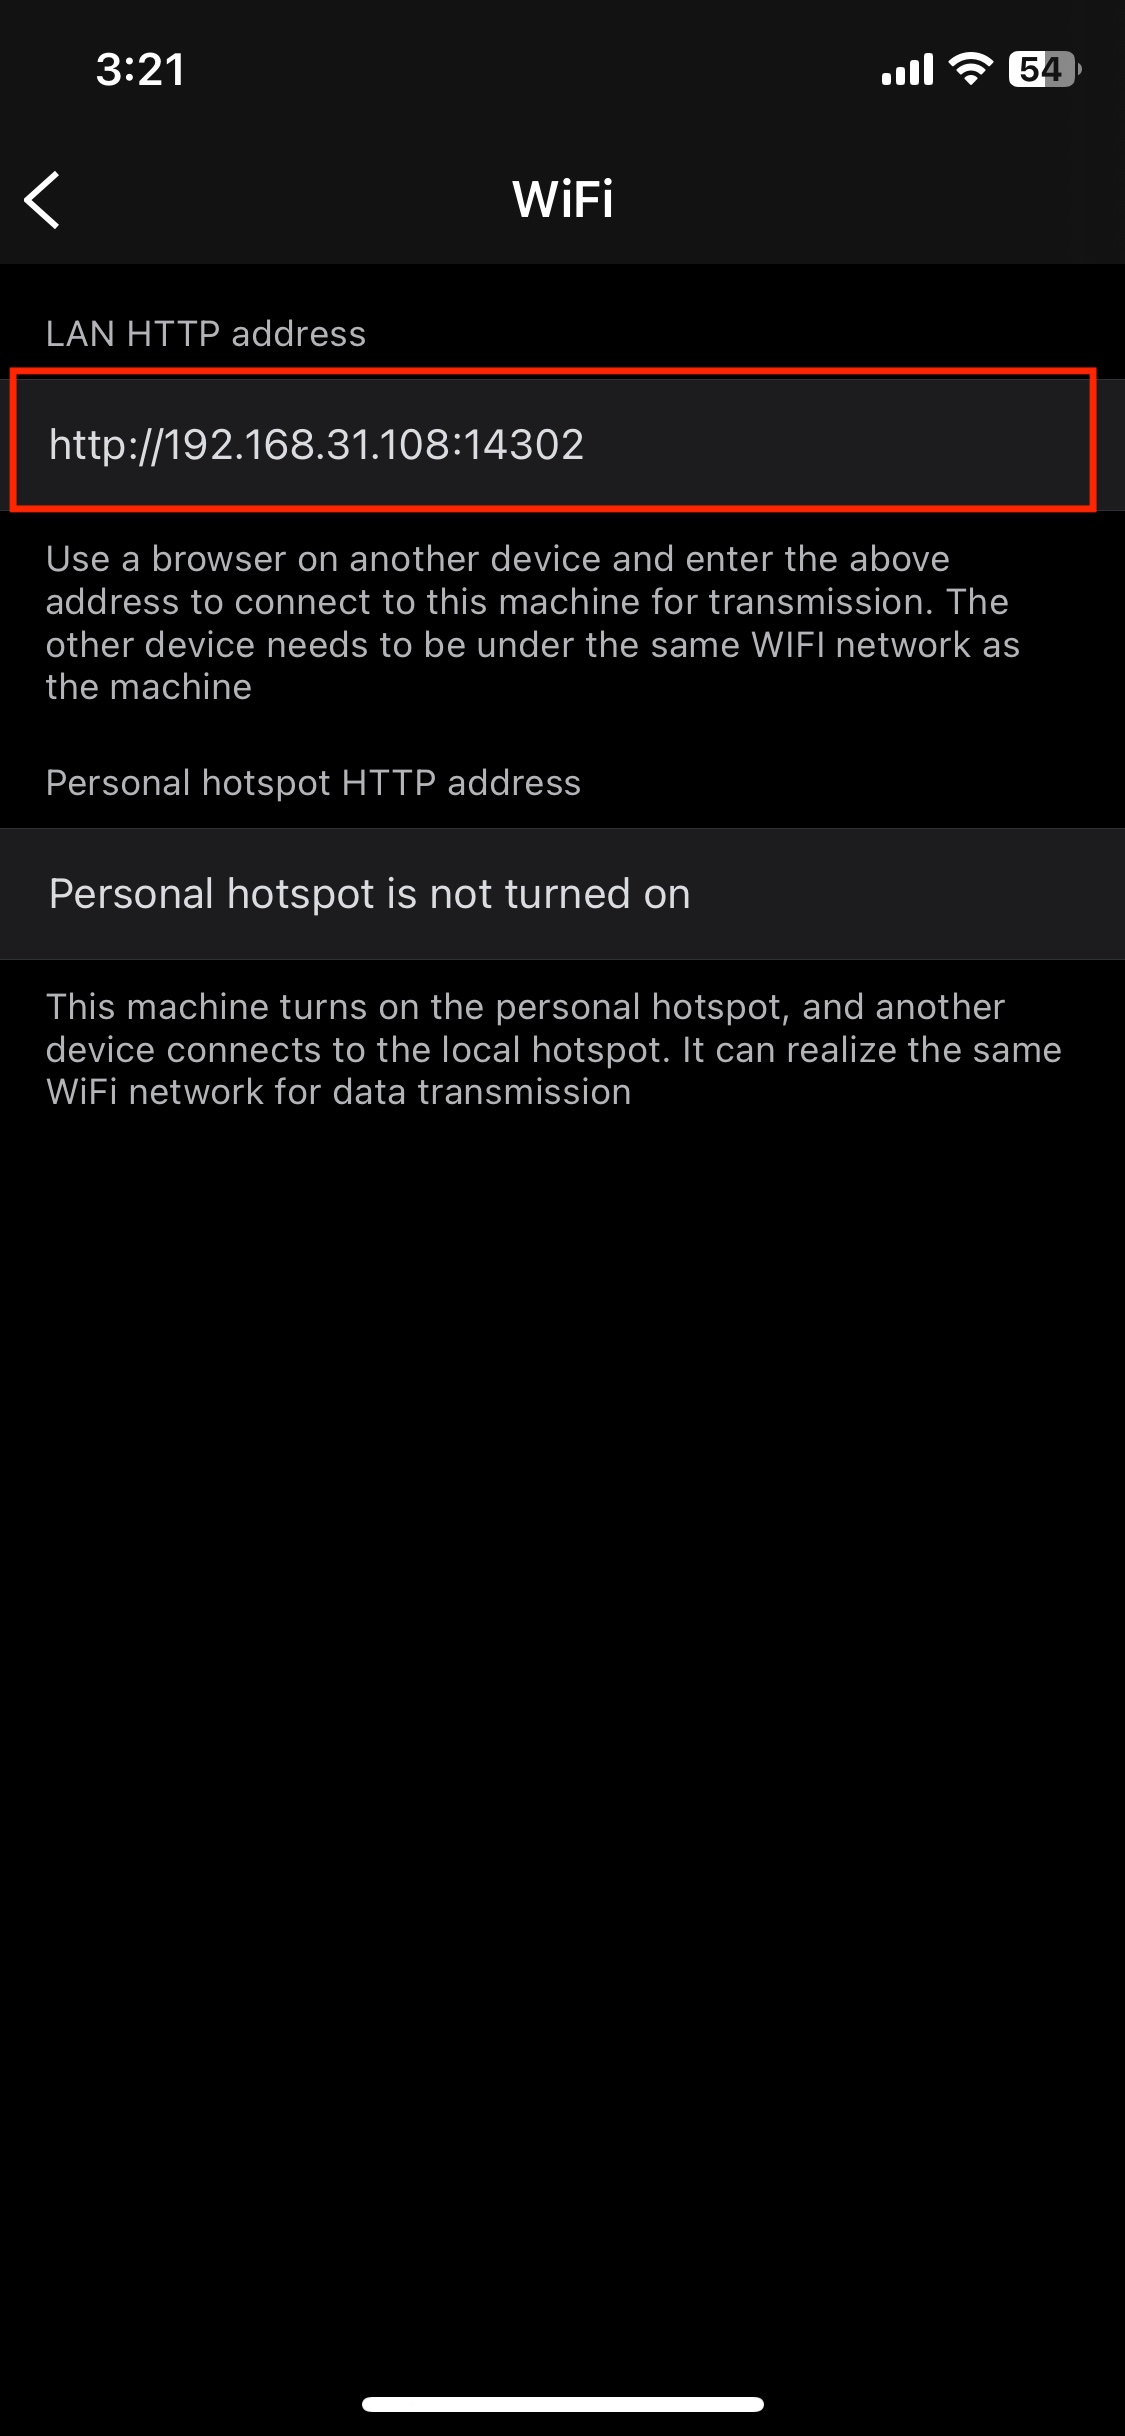 3:21
54
WiFi
LAN HTTP address
http://192.168.31.108:14302
Use a browser on another device and enter the above
address to connect to this machine for transmission. The
other device needs to be under the same WIFI network as
the machine
Personal hotspot HTTP address
Personal hotspot is not turned on
This machine turns on the personal hotspot, and another
device connects to the local hotspot. It can realize the same
WiFi network for data transmission